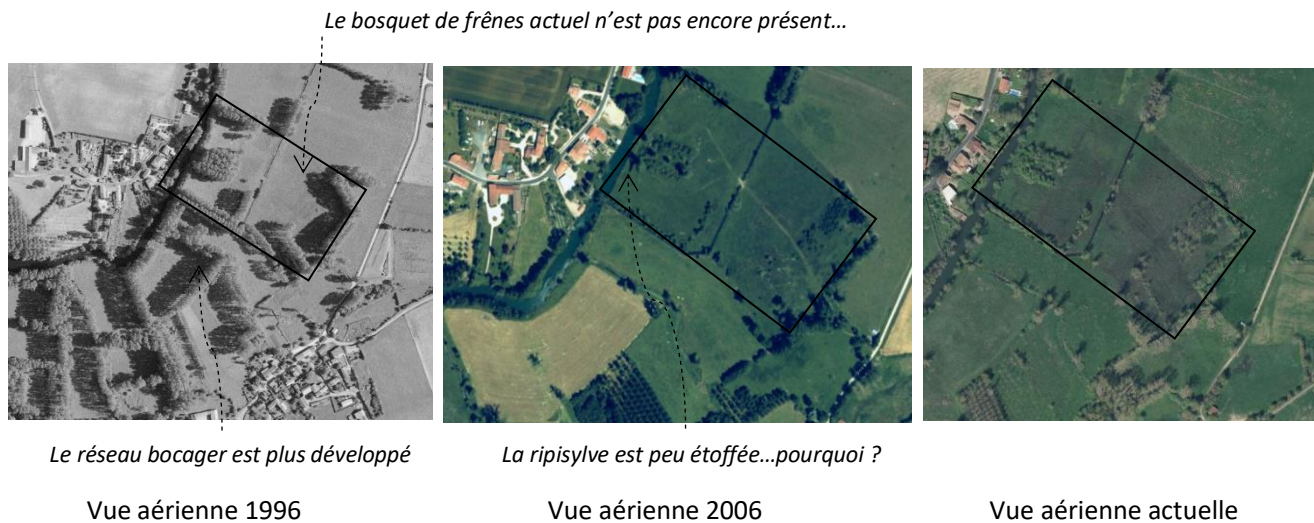 Le bosquet de frênes actuel n’est pas encore présent…
Le réseau bocager est plus développé
La ripisylve est peu étoffée…pourquoi ?
Vue aérienne 1996
Vue aérienne 2006
Vue aérienne actuelle